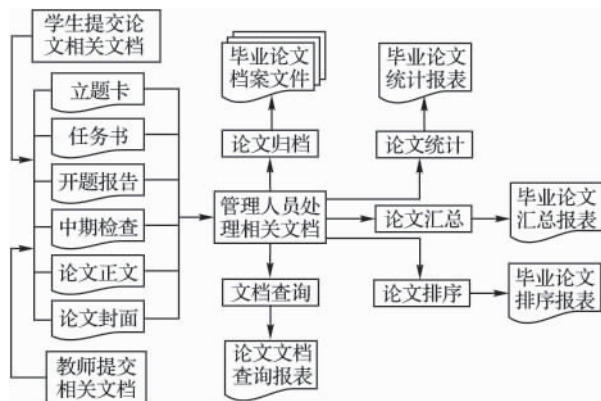 学生提交论
文相关文档
立题卡
任务书
开题报告
中期检查
论文正文
论文封面
教师提交
相关文档
毕业论文
档案文件
论文归档
管理人员处
理相关文档
文档查询
论文文档
查询报表
毕业论文
统计报表
论文统计
论文汇总
毕业论文
汇总报表
论文排序
毕业论文
排序报表